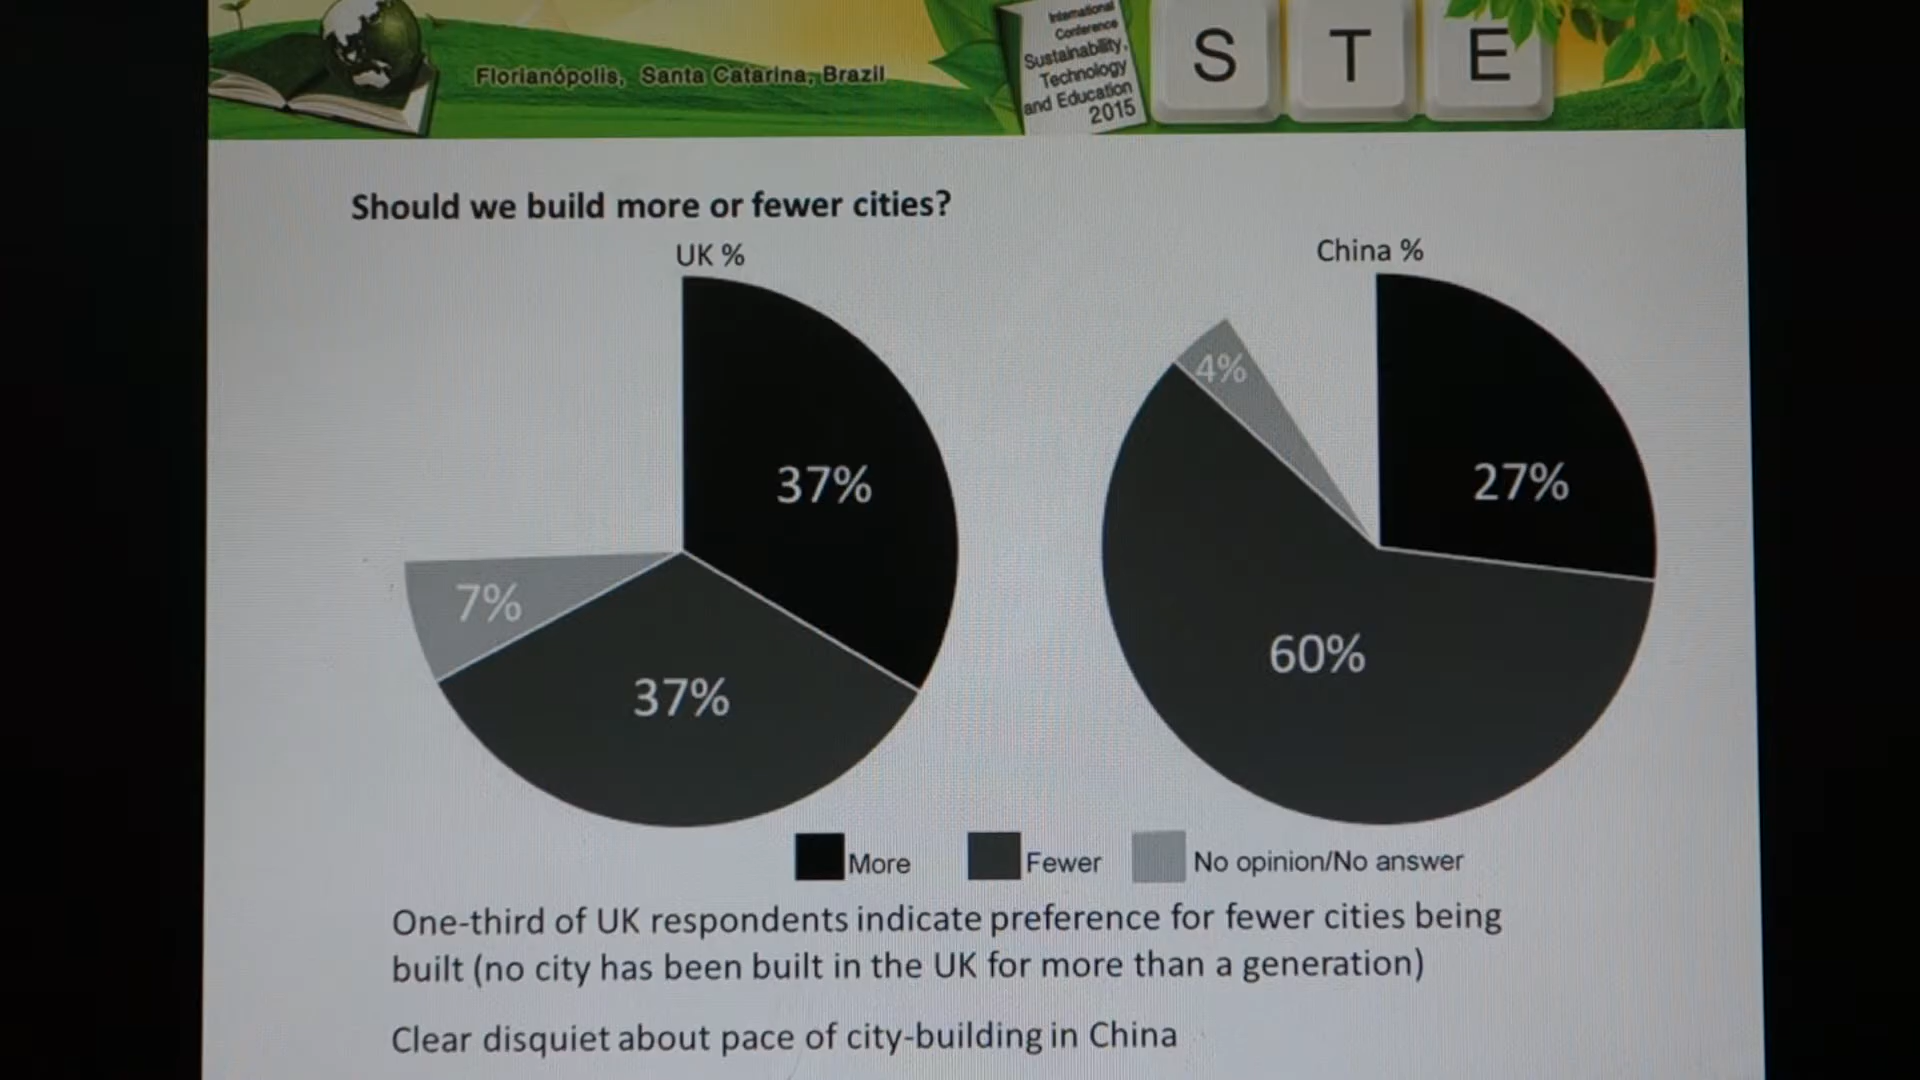 Florianópolis, Santa Catarina, Brazil
International
Conference
Sustainability,
Technology
and Education
2015
S T E
Should we build more or fewer cities?
UK %
China %
37%
37%
7%
27%
60%
4%
More
Fewer
No opinion/No answer
One-third of UK respondents indicate preference for fewer cities being
built (no city has been built in the UK for more than a generation)
Clear disquiet about pace of city-building in China